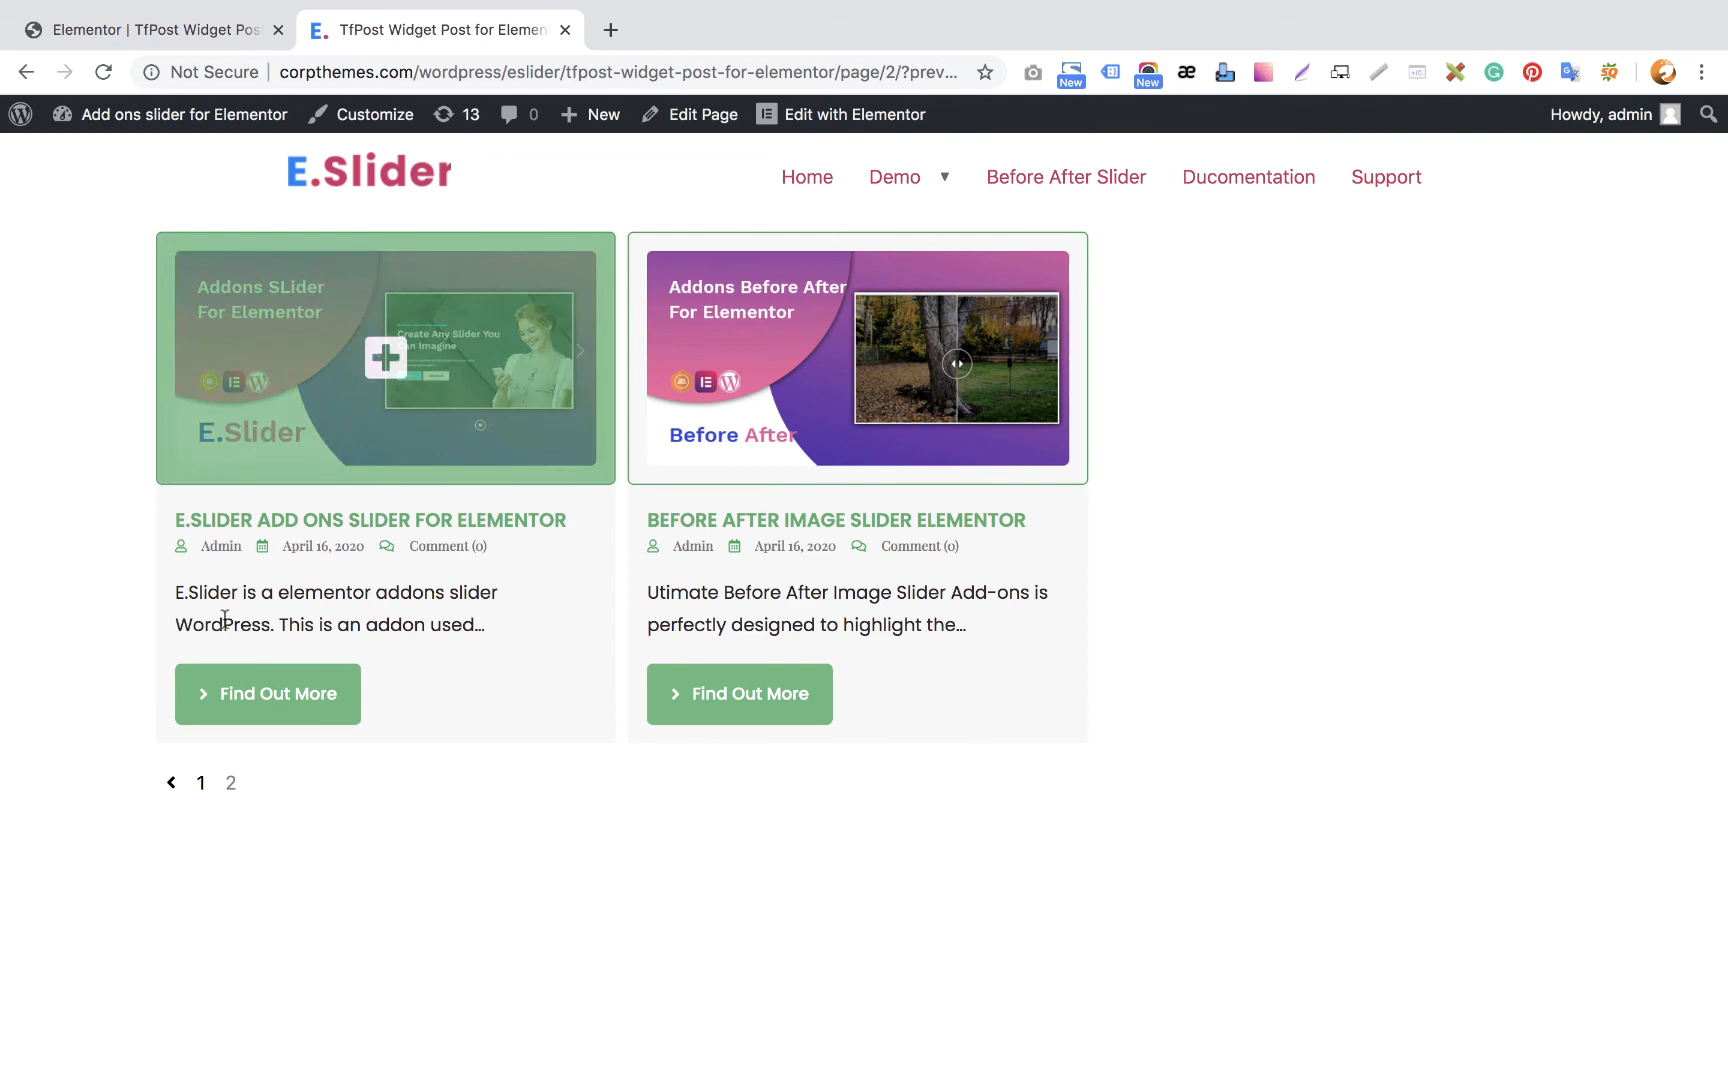 Elementor | TfPost Widget Pos
TfPost Widget Post for Elemen
Not Secure | corpthemes.com/wordpress/eslider/tfpost-widget-post-for-elementor/page/2/?prev...
New
New
Add ons slider for Elementor
Customize
13
0
New
Edit Page
Edit with Elementor
Howdy, admin
E.Slider
Home
Demo
Before After Slider
Ducomentation
Support
Addons SLider
For Elementor
Create Any Slider You
Can Imagine
E.Slider
Addons Before After
For Elementor
Before After
E.SLIDER ADD ONS SLIDER FOR ELEMENTOR
Admin April 16, 2020 Comment (0)
E.Slider is a elementor addons slider
WordPress. This is an addon used...
Find Out More
BEFORE AFTER IMAGE SLIDER ELEMENTOR
Admin April 16, 2020 Comment (0)
Utimate Before After Image Slider Add-ons is
perfectly designed to highlight the...
Find Out More
1 2